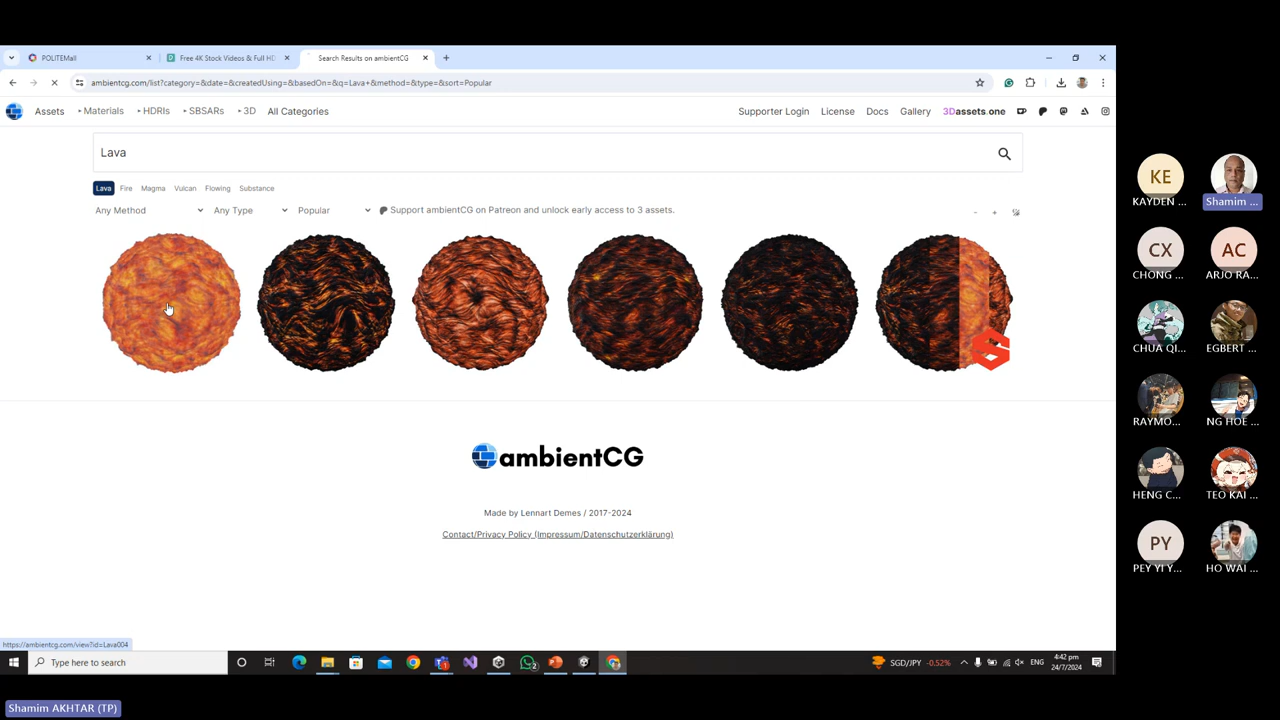 POLITEMall
Free 4K Stock Videos & Full HD
Search Results on ambientCG
ambientcg.com/list?category=&date=&createdUsing=&basedOn=&q=Lava+&method=&type=&sort=Popular
Assets
Materials
HDRIs
SBSARs
3D
All Categories
Supporter Login
License
Docs
Gallery
3Dassets.one
Lava
Lava Fire Magma Vulcan Flowing Substance
Any Method
Any Type
Popular
Support ambientCG on Patreon and unlock early access to 3 assets.
- +
KE
KAYDEN ...
Shamim ...
CX
CHONG ...
AC
ARJO RA...
CHUA QI...
EGBERT ...
RAYMO...
NG HOE ...
HENG C...
TEO KAI ...
PY
PEY YI Y...
HO WAI ...
ambientCG
Made by Lennart Demes / 2017-2024
Contact/Privacy Policy (Impressum/Datenschutzerklärung)
https://ambientcg.com/view?id=Lava004
Type here to search
SGD/JPY -0.52%
ENG
4:42 pm
24/7/2024
Shamim AKHTAR (TP)